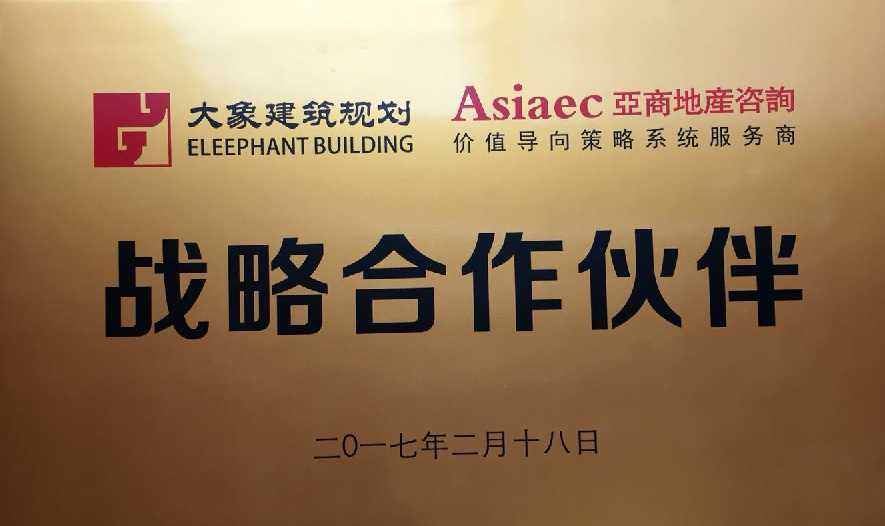 大象建筑规划
ELEEPHANT BUILDING
Asiaec 亞商地産咨詢
价值导向策略系统服务商
战略合作伙伴
二〇一七年二月十八日